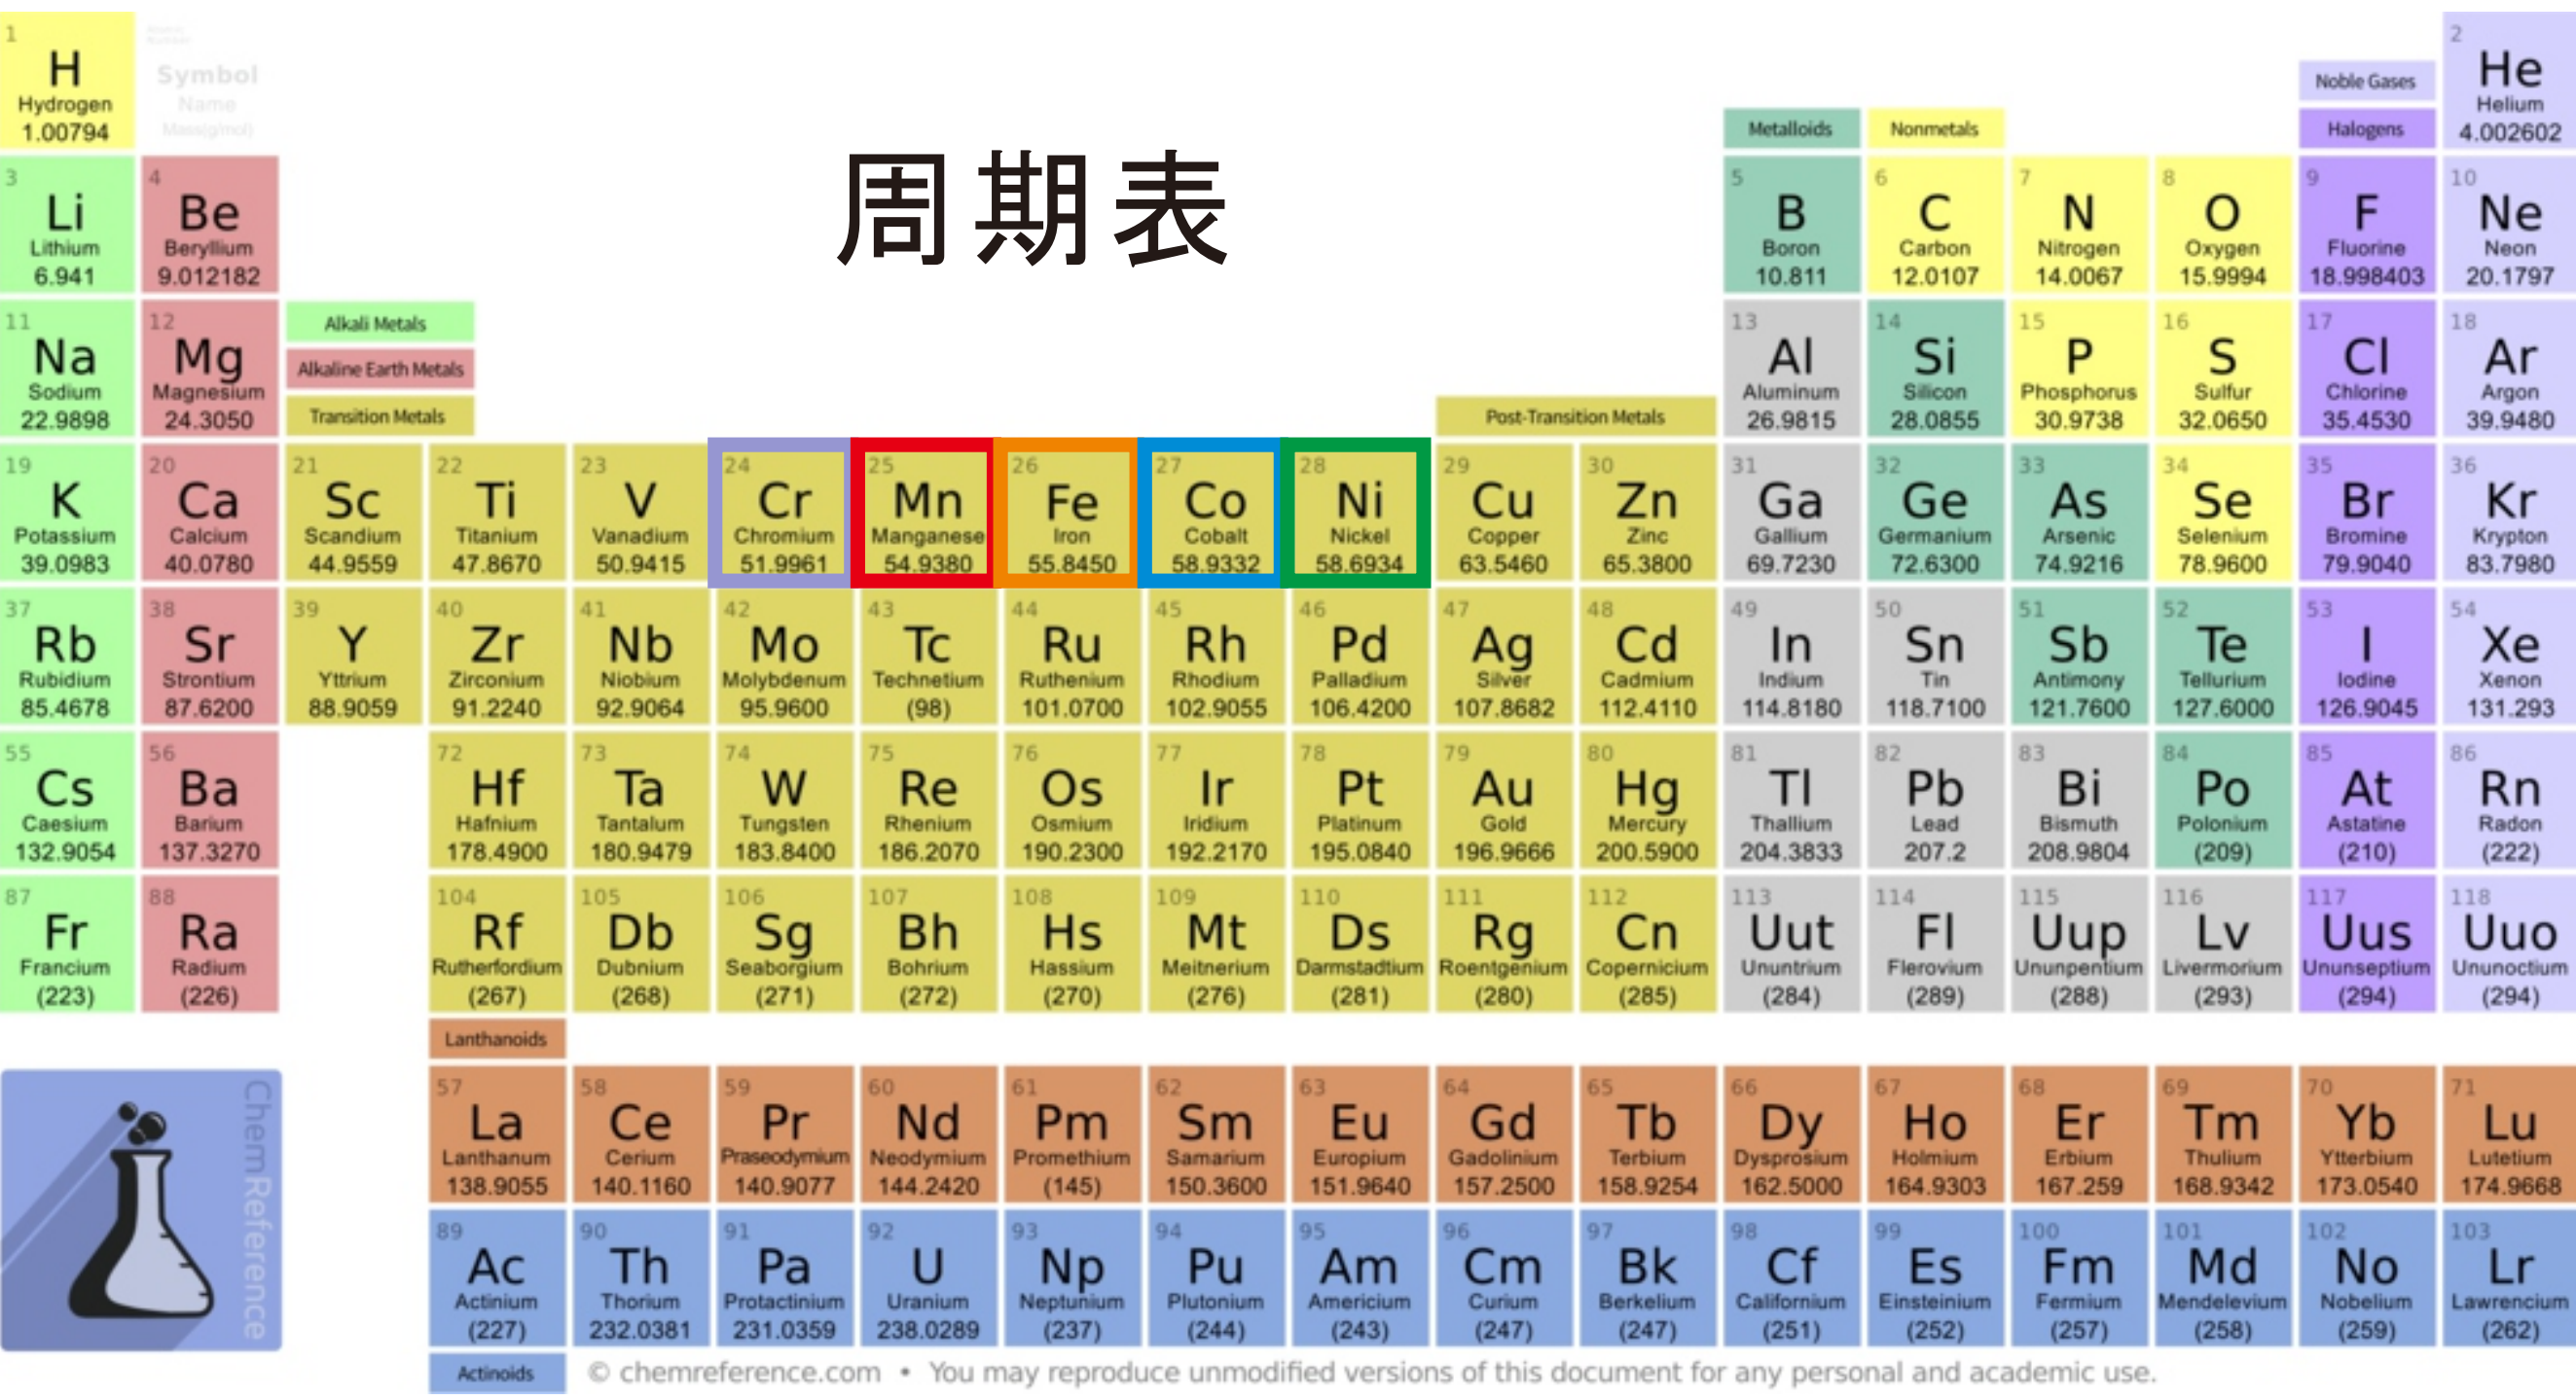 1
H
Hydrogen
1.00794
Symbol
Name
Mass(g/mol)
周期表
Noble Gases
2
He
Helium
4.002602
Metalloids
Nonmetals
Halogens
3
Li
Lithium
6.941
4
Be
Beryllium
9.012182
5
B
Boron
10.811
6
C
Carbon
12.0107
7
N
Nitrogen
14.0067
8
O
Oxygen
15.9994
9
F
Fluorine
18.998403
10
Ne
Neon
20.1797
11
Na
Sodium
22.9898
12
Mg
Magnesium
24.3050
Alkali Metals
Alkaline Earth Metals
Transition Metals
Post-Transition Metals
13
Al
Aluminum
26.9815
14
Si
Silicon
28.0855
15
P
Phosphorus
30.9738
16
S
Sulfur
32.0650
17
Cl
Chlorine
35.4530
18
Ar
Argon
39.9480
19
K
Potassium
39.0983
20
Ca
Calcium
40.0780
21
Sc
Scandium
44.9559
22
Ti
Titanium
47.8670
23
V
Vanadium
50.9415
24
Cr
Chromium
51.9961
25
Mn
Manganese
54.9380
26
Fe
Iron
55.8450
27
Co
Cobalt
58.9332
28
Ni
Nickel
58.6934
29
Cu
Copper
63.5460
30
Zn
Zinc
65.3800
31
Ga
Gallium
69.7230
32
Ge
Germanium
72.6300
33
As
Arsenic
74.9216
34
Se
Selenium
78.9600
35
Br
Bromine
79.9040
36
Kr
Krypton
83.7980
37
Rb
Rubidium
85.4678
38
Sr
Strontium
87.6200
39
Y
Yttrium
88.9059
40
Zr
Zirconium
91.2240
41
Nb
Niobium
92.9064
42
Mo
Molybdenum
95.9600
43
Tc
Technetium
(98)
44
Ru
Ruthenium
101.0700
45
Rh
Rhodium
102.9055
46
Pd
Palladium
106.4200
47
Ag
Silver
107.8682
48
Cd
Cadmium
112.4110
49
In
Indium
114.8180
50
Sn
Tin
118.7100
51
Sb
Antimony
121.7600
52
Te
Tellurium
127.6000
53
I
Iodine
126.9045
54
Xe
Xenon
131.293
55
Cs
Caesium
132.9054
56
Ba
Barium
137.3270
72
Hf
Hafnium
178.4900
73
Ta
Tantalum
180.9479
74
W
Tungsten
183.8400
75
Re
Rhenium
186.2070
76
Os
Osmium
190.2300
77
Ir
Iridium
192.2170
78
Pt
Platinum
195.0840
79
Au
Gold
196.9666
80
Hg
Mercury
200.5900
81
Tl
Thallium
204.3833
82
Pb
Lead
207.2
83
Bi
Bismuth
208.9804
84
Po
Polonium
(209)
85
At
Astatine
(210)
86
Rn
Radon
(222)
87
Fr
Francium
(223)
88
Ra
Radium
(226)
104
Rf
Rutherfordium
(267)
105
Db
Dubnium
(268)
106
Sg
Seaborgium
(271)
107
Bh
Bohrium
(272)
108
Hs
Hassium
(270)
109
Mt
Meitnerium
(276)
110
Ds
Darmstadtium
(281)
111
Rg
Roentgenium
(280)
112
Cn
Copernicium
(285)
113
Uut
Ununtrium
(284)
114
Fl
Flerovium
(289)
115
Uup
Ununpentium
(288)
116
Lv
Livermorium
(293)
117
Uus
Ununseptium
(294)
118
Uuo
Ununoctium
(294)
Lanthanoids
ChemReference
57
La
Lanthanum
138.9055
58
Ce
Cerium
140.1160
59
Pr
Praseodymium
140.9077
60
Nd
Neodymium
144.2420
61
Pm
Promethium
(145)
62
Sm
Samarium
150.3600
63
Eu
Europium
151.9640
64
Gd
Gadolinium
157.2500
65
Tb
Terbium
158.9254
66
Dy
Dysprosium
162.5000
67
Ho
Holmium
164.9303
68
Er
Erbium
167.259
69
Tm
Thulium
168.9342
70
Yb
Ytterbium
173.0540
71
Lu
Lutetium
174.9668
89
Ac
Actinium
(227)
90
Th
Thorium
232.0381
91
Pa
Protactinium
231.0359
92
U
Uranium
238.0289
93
Np
Neptunium
(237)
94
Pu
Plutonium
(244)
95
Am
Americium
(243)
96
Cm
Curium
(247)
97
Bk
Berkelium
(247)
98
Cf
Californium
(251)
99
Es
Einsteinium
(252)
100
Fm
Fermium
(257)
101
Md
Mendelevium
(258)
102
No
Nobelium
(259)
103
Lr
Lawrencium
(262)
Actinoids
© chemreference.com • You may reproduce unmodified versions of this document for any personal and academic use.